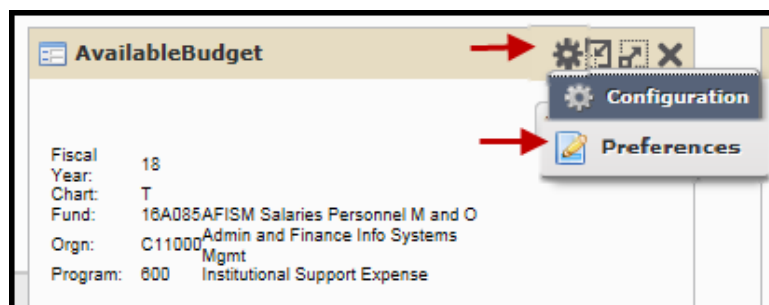 AvailableBudget
Configuration
Preferences
Fiscal
Year: 18
Chart: T
Fund: 16A085AFISM Salaries Personnel M and O
Orgn: C11000Admin and Finance Info Systems
Mgmt
Program: 600 Institutional Support Expense